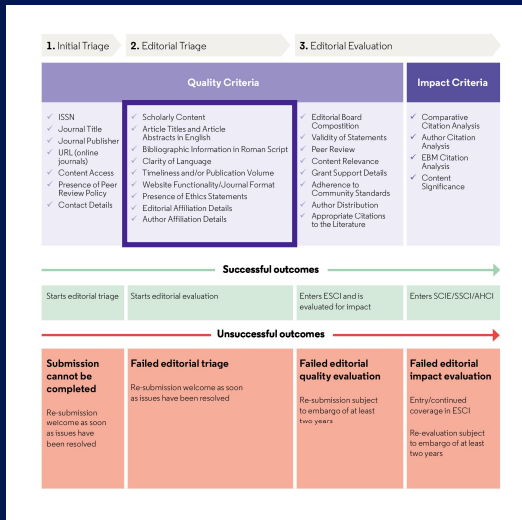 1. Initial Triage
2. Editorial Triage
3. Editorial Evaluation
Quality Criteria
Impact Criteria
✓ ISSN
✓ Journal Title
✓ Journal Publisher
✓ URL (online
journals)
✓ Content Access
✓ Presence of Peer
Review Policy
✓ Contact Details
✓ Scholarly Content
✓ Article Titles and Article
Abstracts in English
✓ Bibliographic Information in Roman Script
✓ Clarity of Language
✓ Timeliness and/or Publication Volume
✓ Website Functionality/Journal Format
✓ Presence of Ethics Statements
✓ Editorial Affiliation Details
✓ Author Affiliation Details
✓ Editorial Board
Compostition
✓ Validity of Statements
✓ Peer Review
✓ Content Relevance
✓ Grant Support Details
✓ Adherence to
Community Standards
✓ Author Distribution
✓ Appropriate Citations
to the Literature
✓ Comparative
Citation Analysis
✓ Author Citation
Analysis
✓ EBM Citation
Analysis
✓ Content
Significance
Successful outcomes
Starts editorial triage
Starts editorial evaluation
Enters ESCI and is
evaluated for impact
Enters SCIE/SSCI/AHCI
Unsuccessful outcomes
Submission
cannot be
completed
Re-submission
welcome as soon
as issues have
been resolved
Failed editorial triage
Re-submission welcome as soon
as issues have been resolved
Failed editorial
quality evaluation
Re-submission subject
to embargo of at least
two years
Failed editorial
impact evaluation
Entry/continued
coverage in ESCI
Re-evaluation subject
to embargo of at least
two years